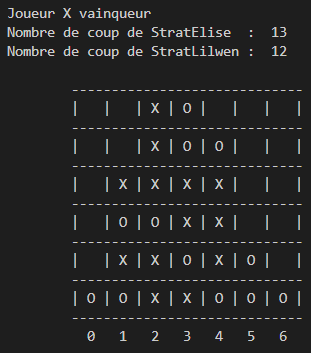 Joueur X vainqueur
Nombre de coup de StratElise  :  13
Nombre de coup de StratLilwen  :  12
-----------------------------
|   |   | X | O |   |   |   |
-----------------------------
|   |   | X | O | O |   |   |
-----------------------------
|   | X | X | X | X |   |   |
-----------------------------
|   | O | O | X | X |   |   |
-----------------------------
|   | X | X | O | X | O |   |
-----------------------------
| O | O | X | X | O | O | O |
-----------------------------
0   1   2   3   4   5   6